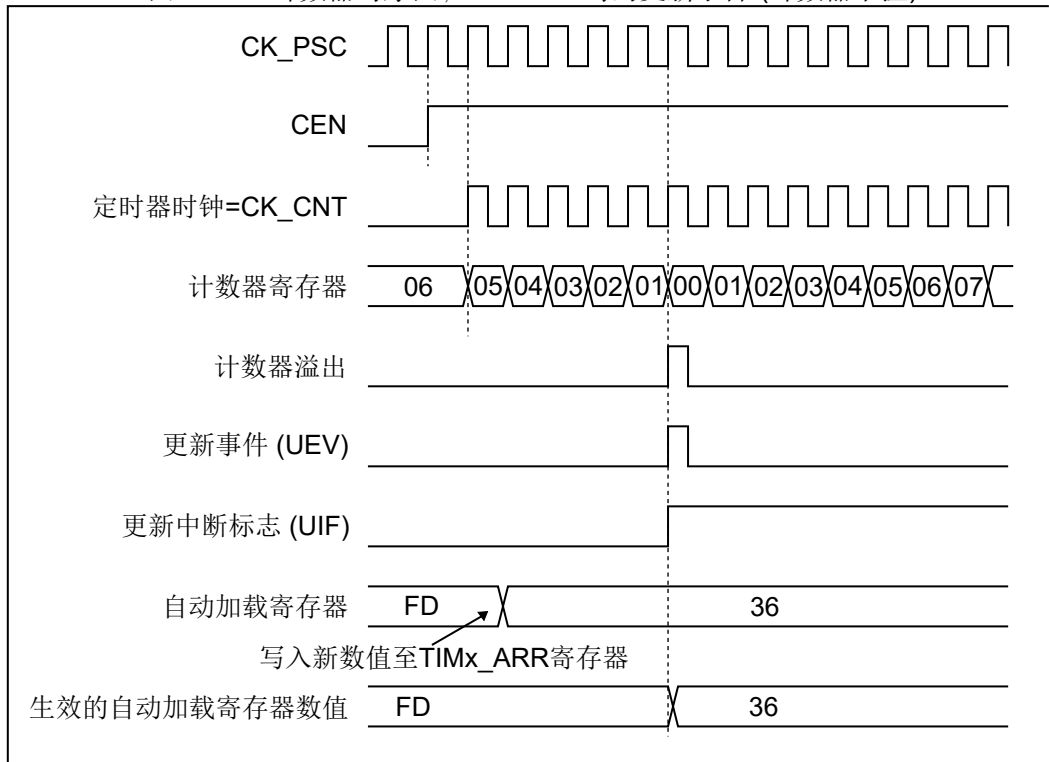 CK_PSC
CEN
定时器时钟=CK_CNT
计数器寄存器 06 05 04 03 02 01 00 01 02 03 04 05 06 07
计数器溢出
更新事件 (UEV)
更新中断标志 (UIF)
自动加载寄存器 FD 36
写入新数值至TIMx_ARR寄存器
生效的自动加载寄存器数值 FD 36